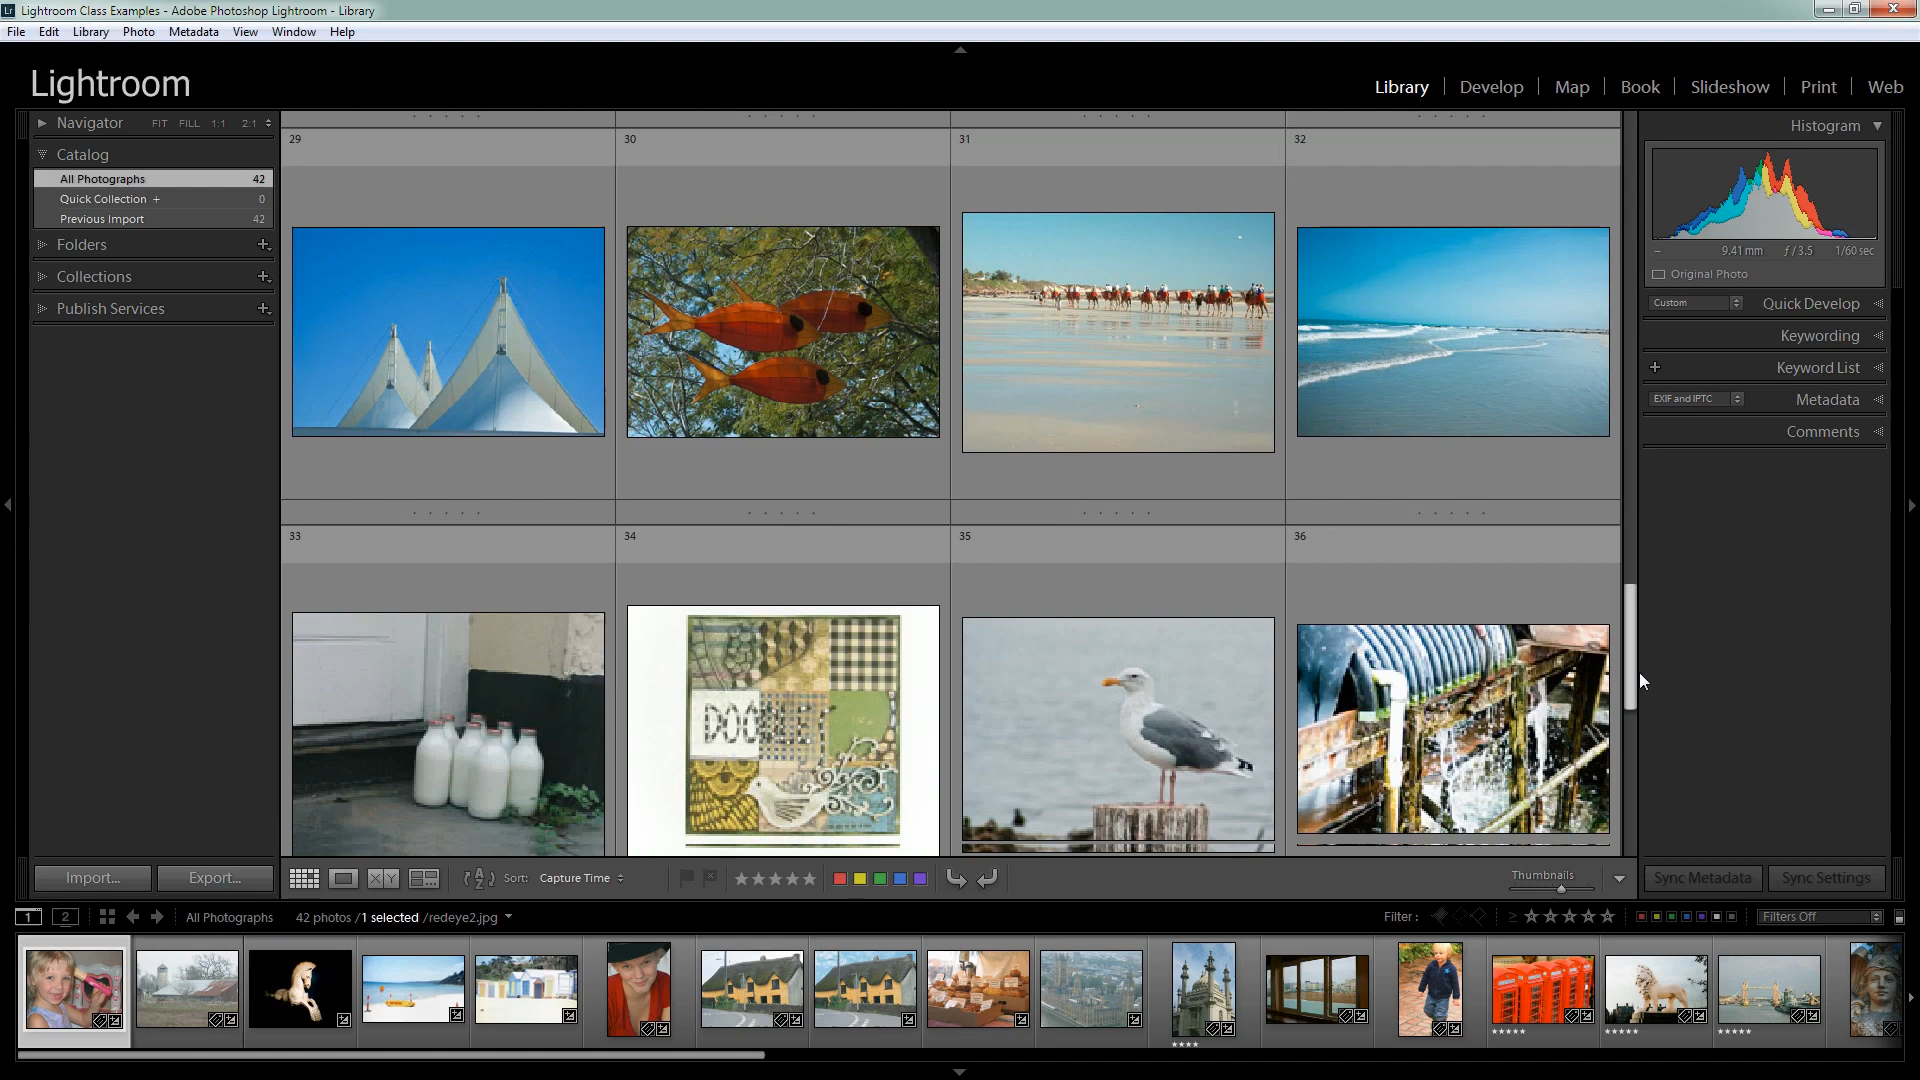 Lightroom Class Examples - Adobe Photoshop Lightroom - Library
File Edit Library Photo Metadata View Window Help
Lightroom
Library Develop Map Book Slideshow Print Web
Navigator FIT FILL 1:1 2:1
Catalog
All Photographs 42
Quick Collection + 0
Previous Import 42
Folders
Collections
Publish Services
29 30 31 32
33 34 35 36
Histogram
9.41 mm ƒ / 3.5 1/60 sec
Original Photo
Custom Quick Develop
Keywording
Keyword List
EXIF and IPTC Metadata
Comments
Import... Export...
Sort: Capture Time
Thumbnails
Sync Metadata Sync Settings
1 2 All Photographs 42 photos / 1 selected / redeye2.jpg
Filter : Filters Off